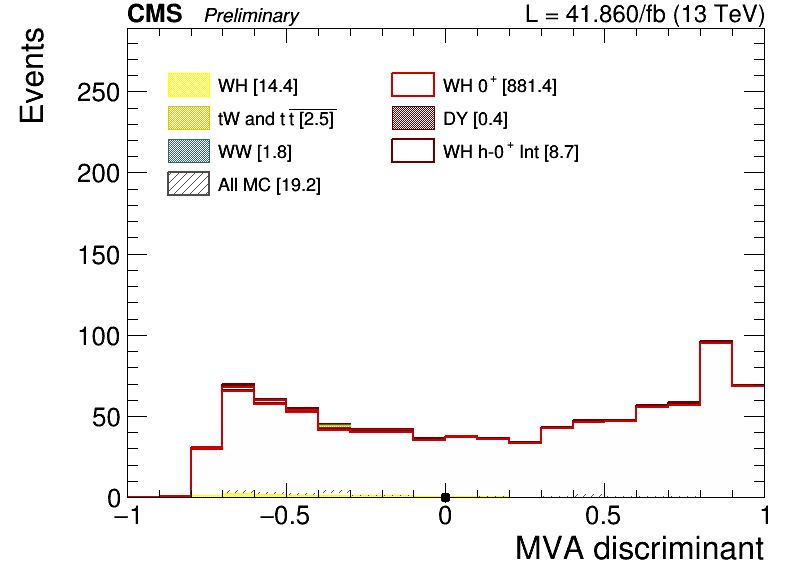 CMS Preliminary L = 41.860/fb (13 TeV)
Events
WH [14.4] WH 0+ [881.4]
tW and tt [2.5] DY [0.4]
WW [1.8] WH h-0+ Int [8.7]
All MC [19.2]
250
200
150
100
50
0
−1 −0.5 0 0.5 1
MVA discriminant